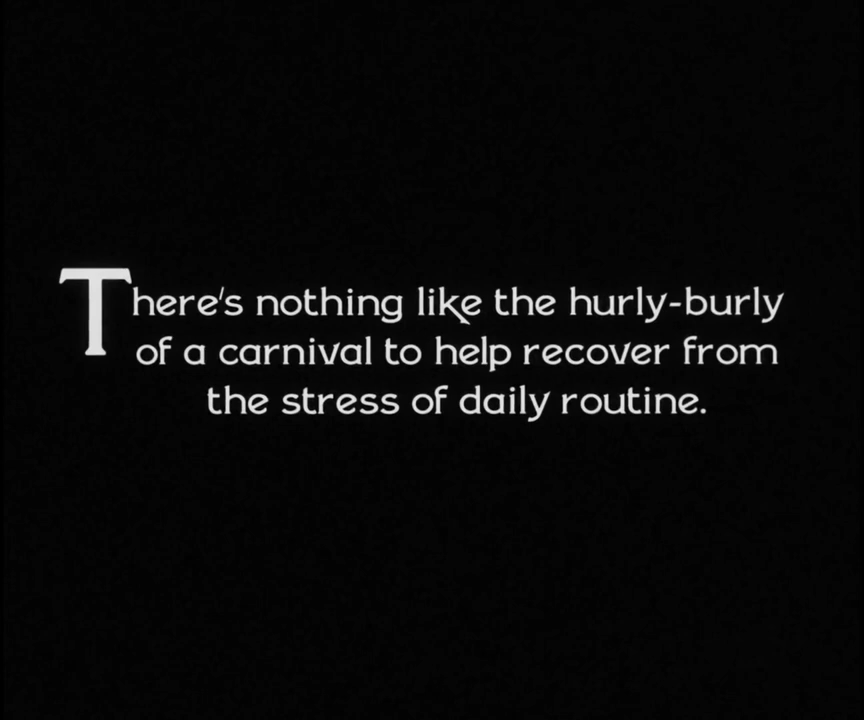 There's nothing like the hurly-burly
of a carnival to help recover from
the stress of daily routine.